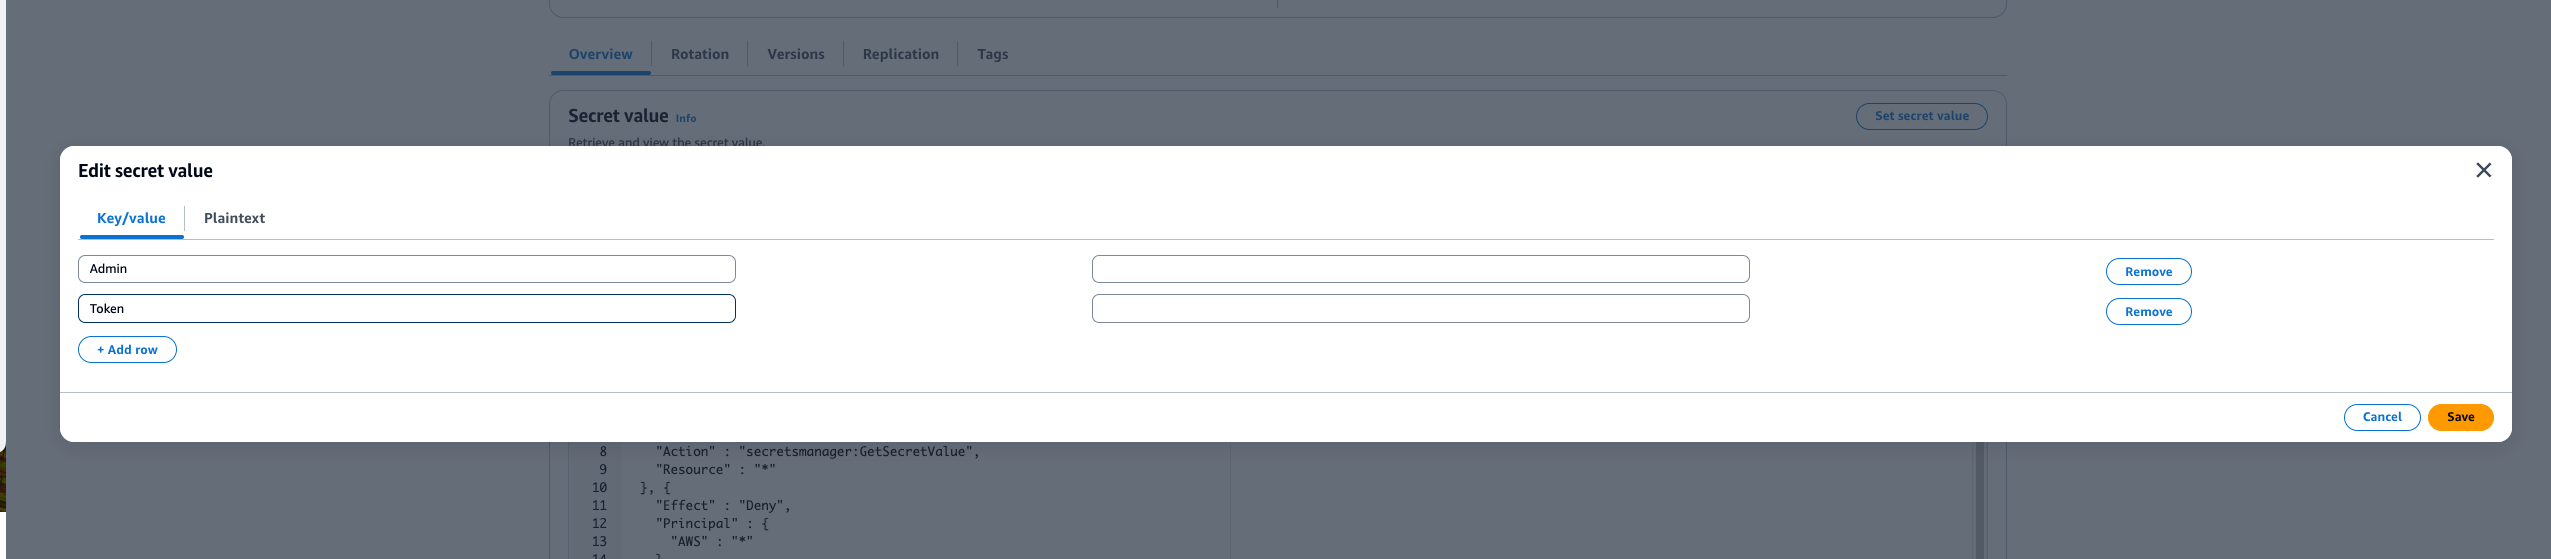 Overview Rotation Versions Replication Tags
Secret value Info Set secret value
Retrieve and view the secret value.
Edit secret value
Key/value Plaintext
Admin Remove
Token Remove
+ Add row
Cancel Save
8 "Action" : "secretsmanager:GetSecretValue",
9 "Resource" : "*"
10 }, {
11 "Effect" : "Deny",
12 "Principal" : {
13 "AWS" : "*"
14 }